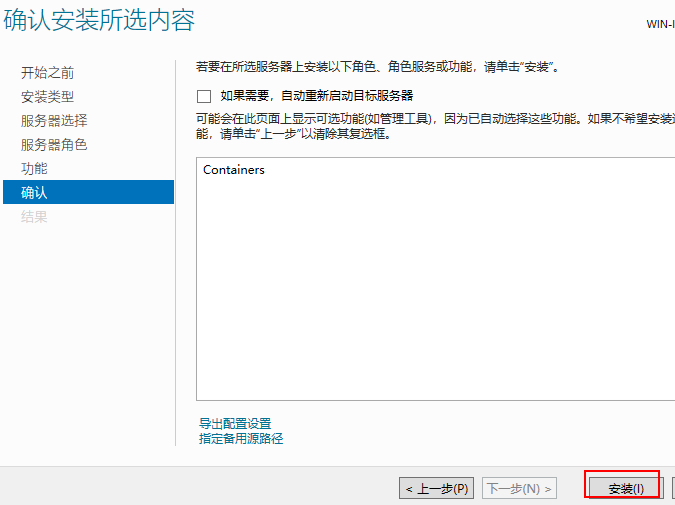 确认安装所选内容
WIN-I
开始之前
安装类型
服务器选择
服务器角色
功能
确认
结果
若要在所选服务器上安装以下角色、角色服务或功能，请单击“安装”。
如果需要，自动重新启动目标服务器
可能会在此页面上显示可选功能(如管理工具)，因为已自动选择这些功能。如果不希望安装
能，请单击“上一步”以清除其复选框。
Containers
导出配置设置
指定备用源路径
< 上一步(P)
下一步(N) >
安装(I)